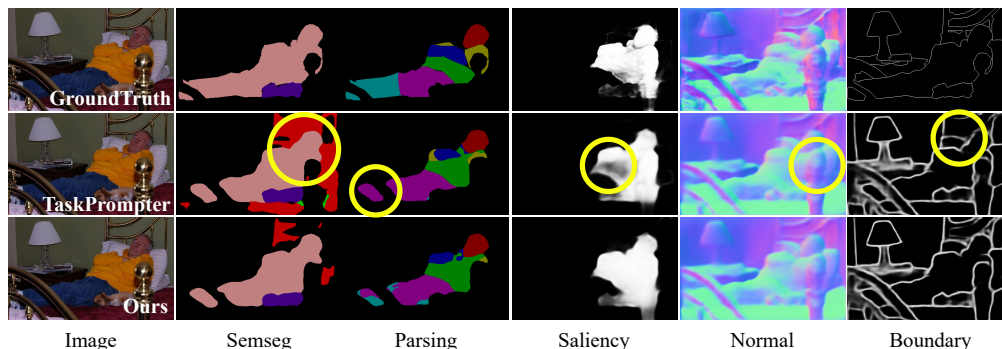 GroundTruth
TaskPrompter
Ours
Image Semseg Parsing Saliency Normal Boundary